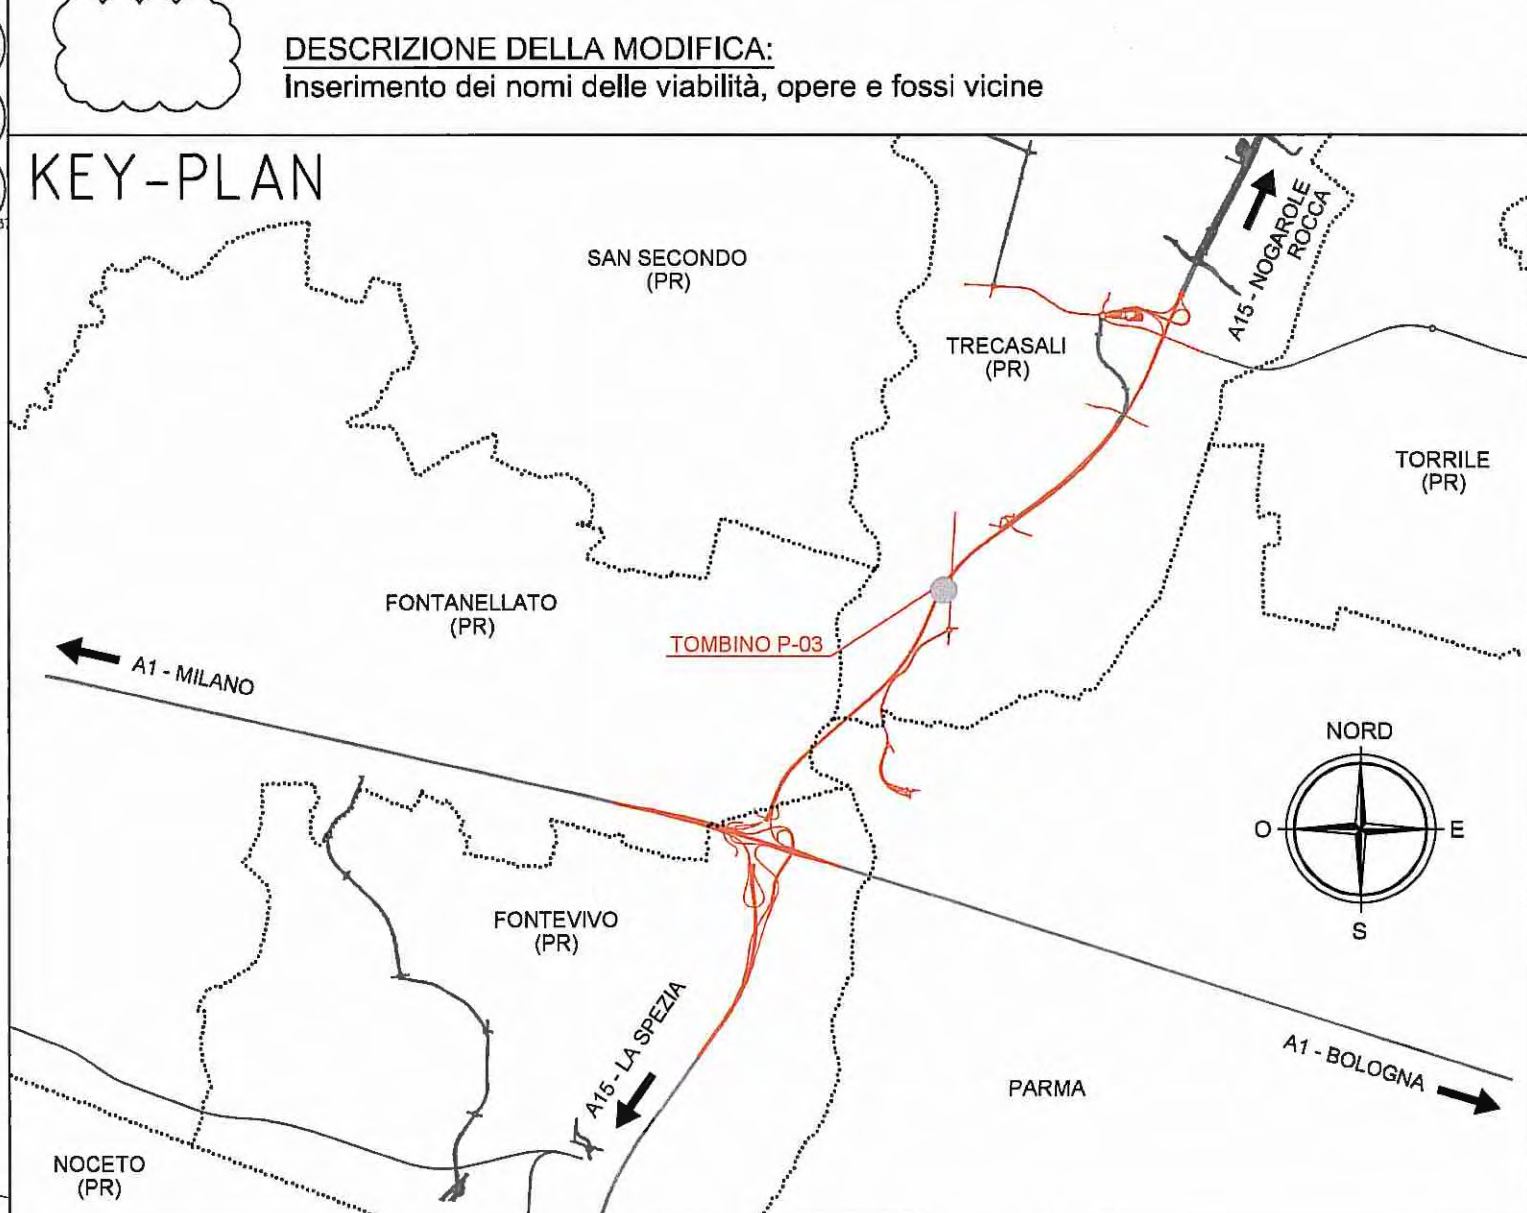 DESCRIZIONE DELLA MODIFICA:
Inserimento dei nomi delle viabilità, opere e fossi vicine
KEY-PLAN
SAN SECONDO
(PR)
A15 - NOGAROLE
ROCCA
TRECASALI
(PR)
TORRILE
(PR)
FONTANELLATO
(PR)
TOMBINO P-03
A1 - MILANO
NORD
O
E
S
FONTEVIVO
(PR)
A15 - LA SPEZIA
A1 - BOLOGNA
PARMA
NOCETO
(PR)